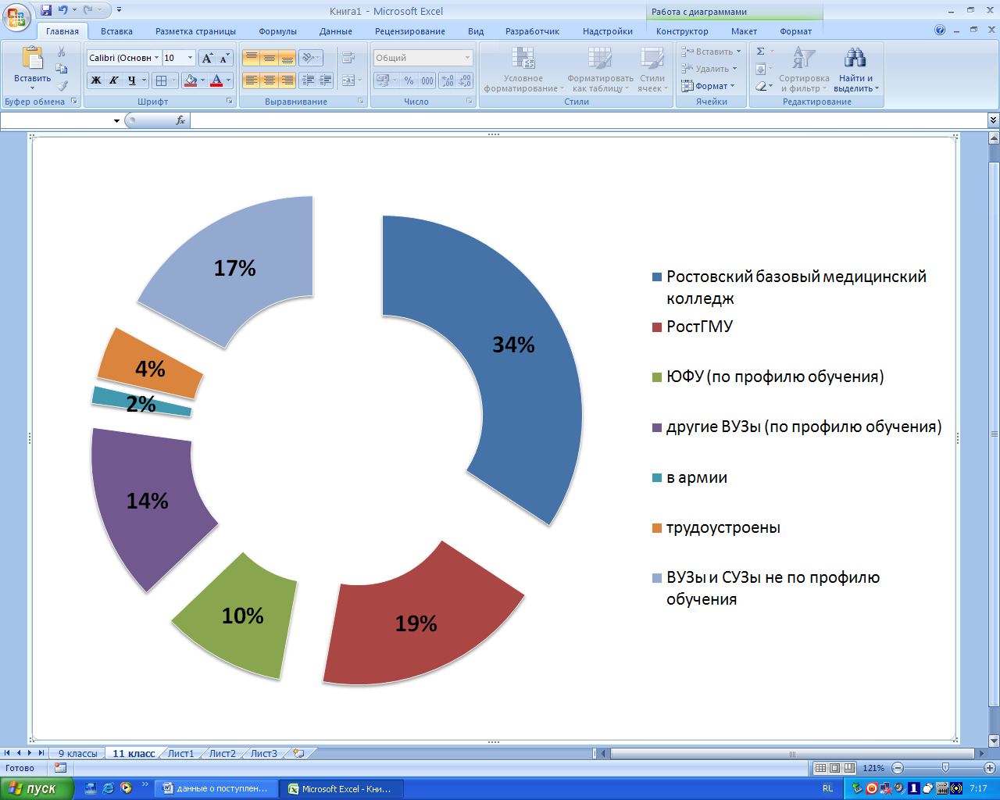 Книга1 - Microsoft Excel
Работа с диаграммами
Главная Вставка Разметка страницы Формулы Данные Рецензирование Вид Разработчик Надстройки Конструктор Макет Формат
Вставить
Буфер обмена
Calibri (Основн 10
Ж К Ч А
Шрифт
Выравнивание
Общий
% 000
Число
Условное форматирование
Форматировать как таблицу
Стили ячеек
Стили
Вставить
Удалить
Формат
Ячейки
Сортировка и фильтр
Найти и выделить
Редактирование
fx
17%
34%
4%
2%
14%
10%
19%
Ростовский базовый медицинский
колледж
РостГМУ
ЮФУ (по профилю обучения)
другие ВУЗы (по профилю обучения)
в армии
трудоустроены
ВУЗы и СУЗы не по профилю
обучения
9 классы 11 класс Лист1 Лист2 Лист3
Готово 121%
пуск данные о поступлен... Microsoft Excel - Кни... RL 7:17